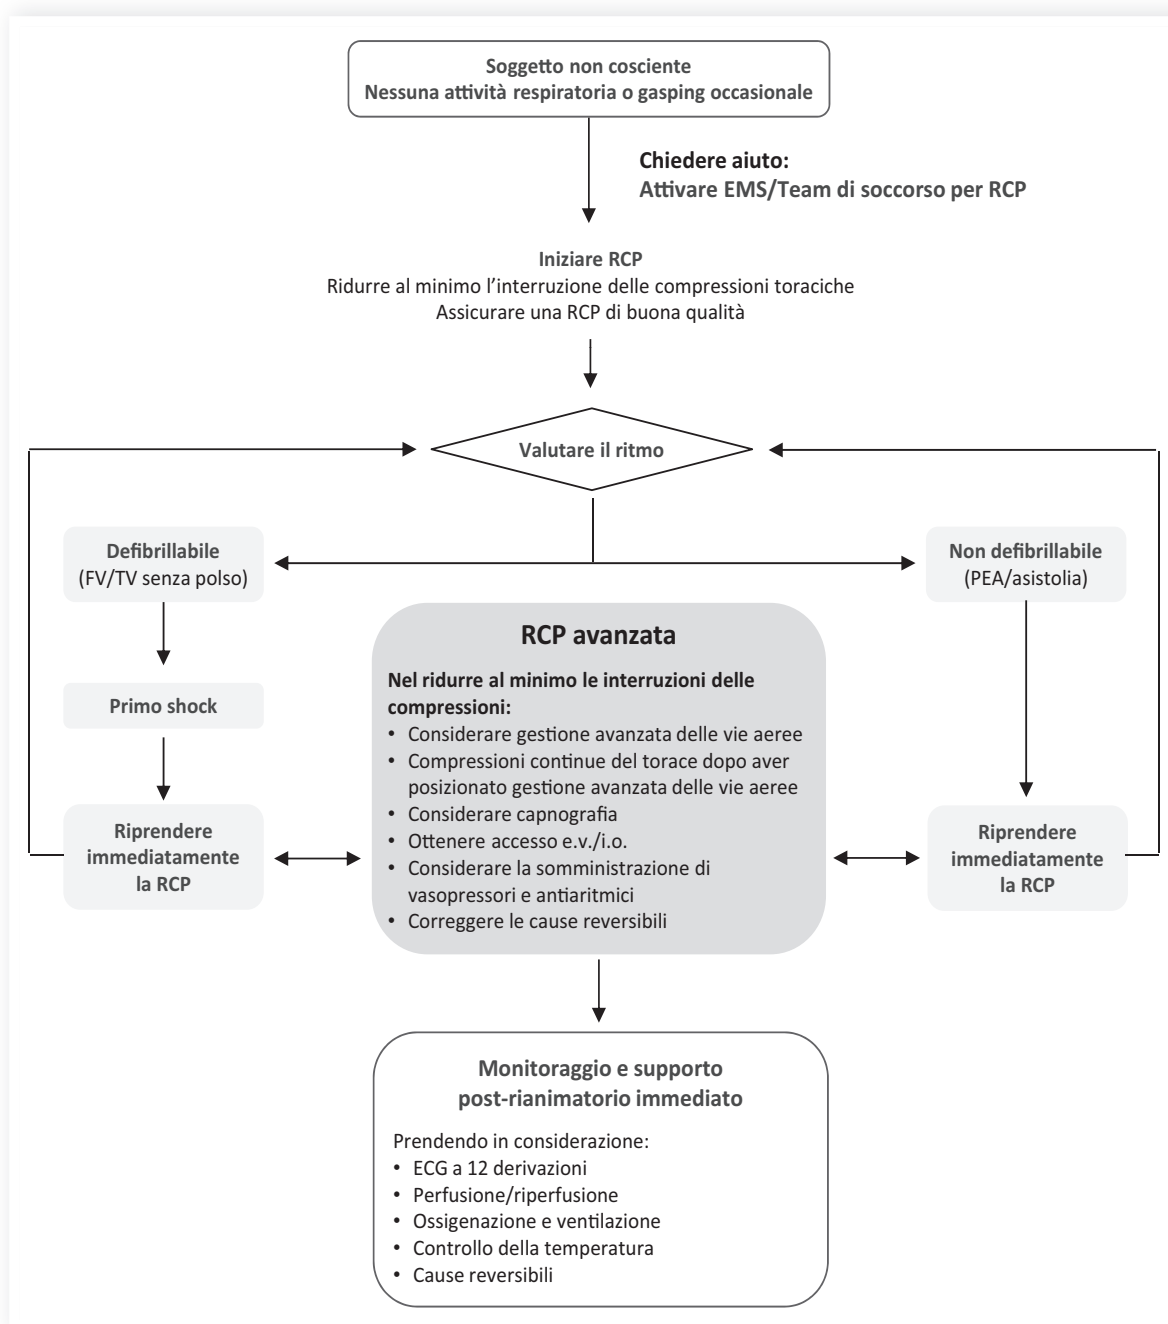 Soggetto non cosciente
Nessuna attività respiratoria o gasping occasionale
Chiedere aiuto:
Attivare EMS/Team di soccorso per RCP
Iniziare RCP
Ridurre al minimo l’interruzione delle compressioni toraciche
Assicurare una RCP di buona qualità
Valutare il ritmo
Defibrillabile
(FV/TV senza polso)
Non defibrillabile
(PEA/asistolia)
Primo shock
Riprendere
immediatamente
la RCP
RCP avanzata
Nel ridurre al minimo le interruzioni delle
compressioni:
• Considerare gestione avanzata delle vie aeree
• Compressioni continue del torace dopo aver
posizionato gestione avanzata delle vie aeree
• Considerare capnografia
• Ottenere accesso e.v./i.o.
• Considerare la somministrazione di
vasopressori e antiaritmici
• Correggere le cause reversibili
Riprendere
immediatamente
la RCP
Monitoraggio e supporto
post-rianimatorio immediato
Prendendo in considerazione:
• ECG a 12 derivazioni
• Perfusione/riperfusione
• Ossigenazione e ventilazione
• Controllo della temperatura
• Cause reversibili